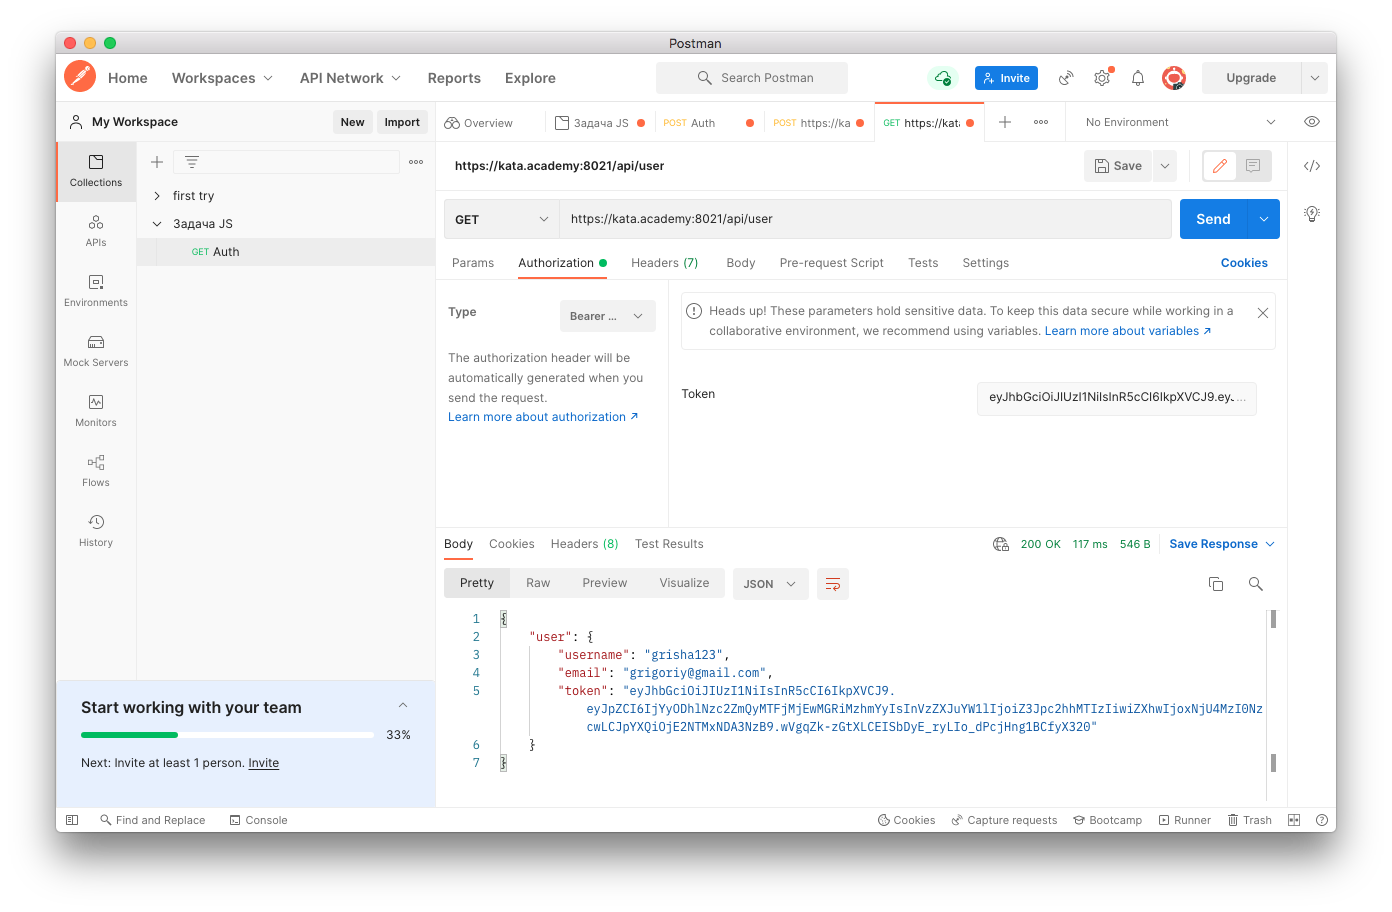 Postman
Home Workspaces API Network Reports Explore Search Postman Invite Upgrade
My Workspace New Import Overview Задача JS POST Auth POST https://ka GET https://kat No Environment
https://kata.academy:8021/api/user Save
Collections
first try
Задача JS
GET Auth
APIs
Environments
Mock Servers
Monitors
Flows
History
GET https://kata.academy:8021/api/user Send
Params Authorization Headers (7) Body Pre-request Script Tests Settings Cookies
Type Bearer ...
The authorization header will be
automatically generated when you
send the request.
Learn more about authorization ↗
Heads up! These parameters hold sensitive data. To keep this data secure while working in a
collaborative environment, we recommend using variables. Learn more about variables ↗
Token eyJhbGciOiJIUzI1NiIsInR5cCI6IkpXVCJ9.eyJ...
Body Cookies Headers (8) Test Results 200 OK 117 ms 546 B Save Response
Pretty Raw Preview Visualize JSON
1 {
2 "user": {
3 "username": "grisha123",
4 "email": "grigoriy@gmail.com",
5 "token": "eyJhbGciOiJIUzI1NiIsInR5cCI6IkpXVCJ9.
eyJpZCI6IjYyODhlNzc2ZmQyMTFjMjEwMGRiMzhmYyIsInVzZXJuYW1lIjoiZ3Jpc2hhMTIzIiwiZXhwIjoxNjU4MzI0Nz
cwLCJpYXQiOjE2NTMxNDA3NzB9.wVgqZk-zGtXLCEISbDyE_ryLIo_dPcjHng1BCfyX320"
6 }
7 }
Start working with your team
33%
Next: Invite at least 1 person. Invite
Find and Replace Console Cookies Capture requests Bootcamp Runner Trash